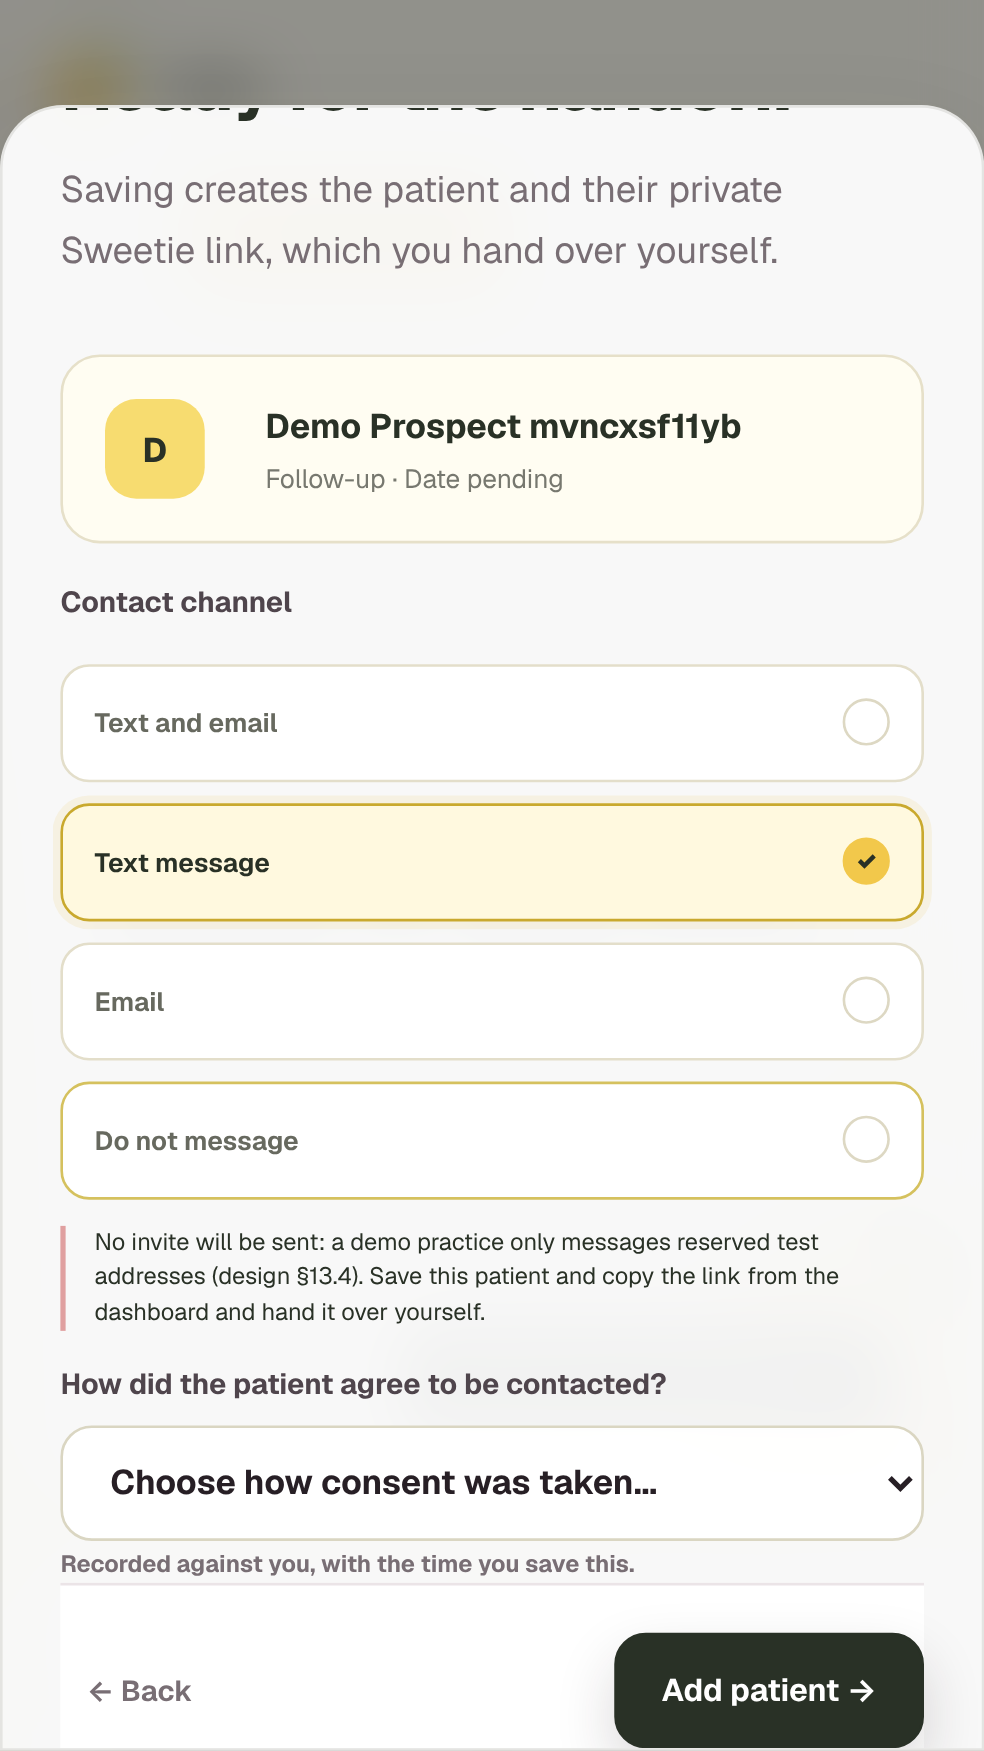 Saving creates the patient and their private
Sweetie link, which you hand over yourself.
D
Demo Prospect mvncxsf11yb
Follow-up · Date pending
Contact channel
Text and email
Text message
Email
Do not message
No invite will be sent: a demo practice only messages reserved test
addresses (design §13.4). Save this patient and copy the link from the
dashboard and hand it over yourself.
How did the patient agree to be contacted?
Choose how consent was taken...
Recorded against you, with the time you save this.
← Back
Add patient →